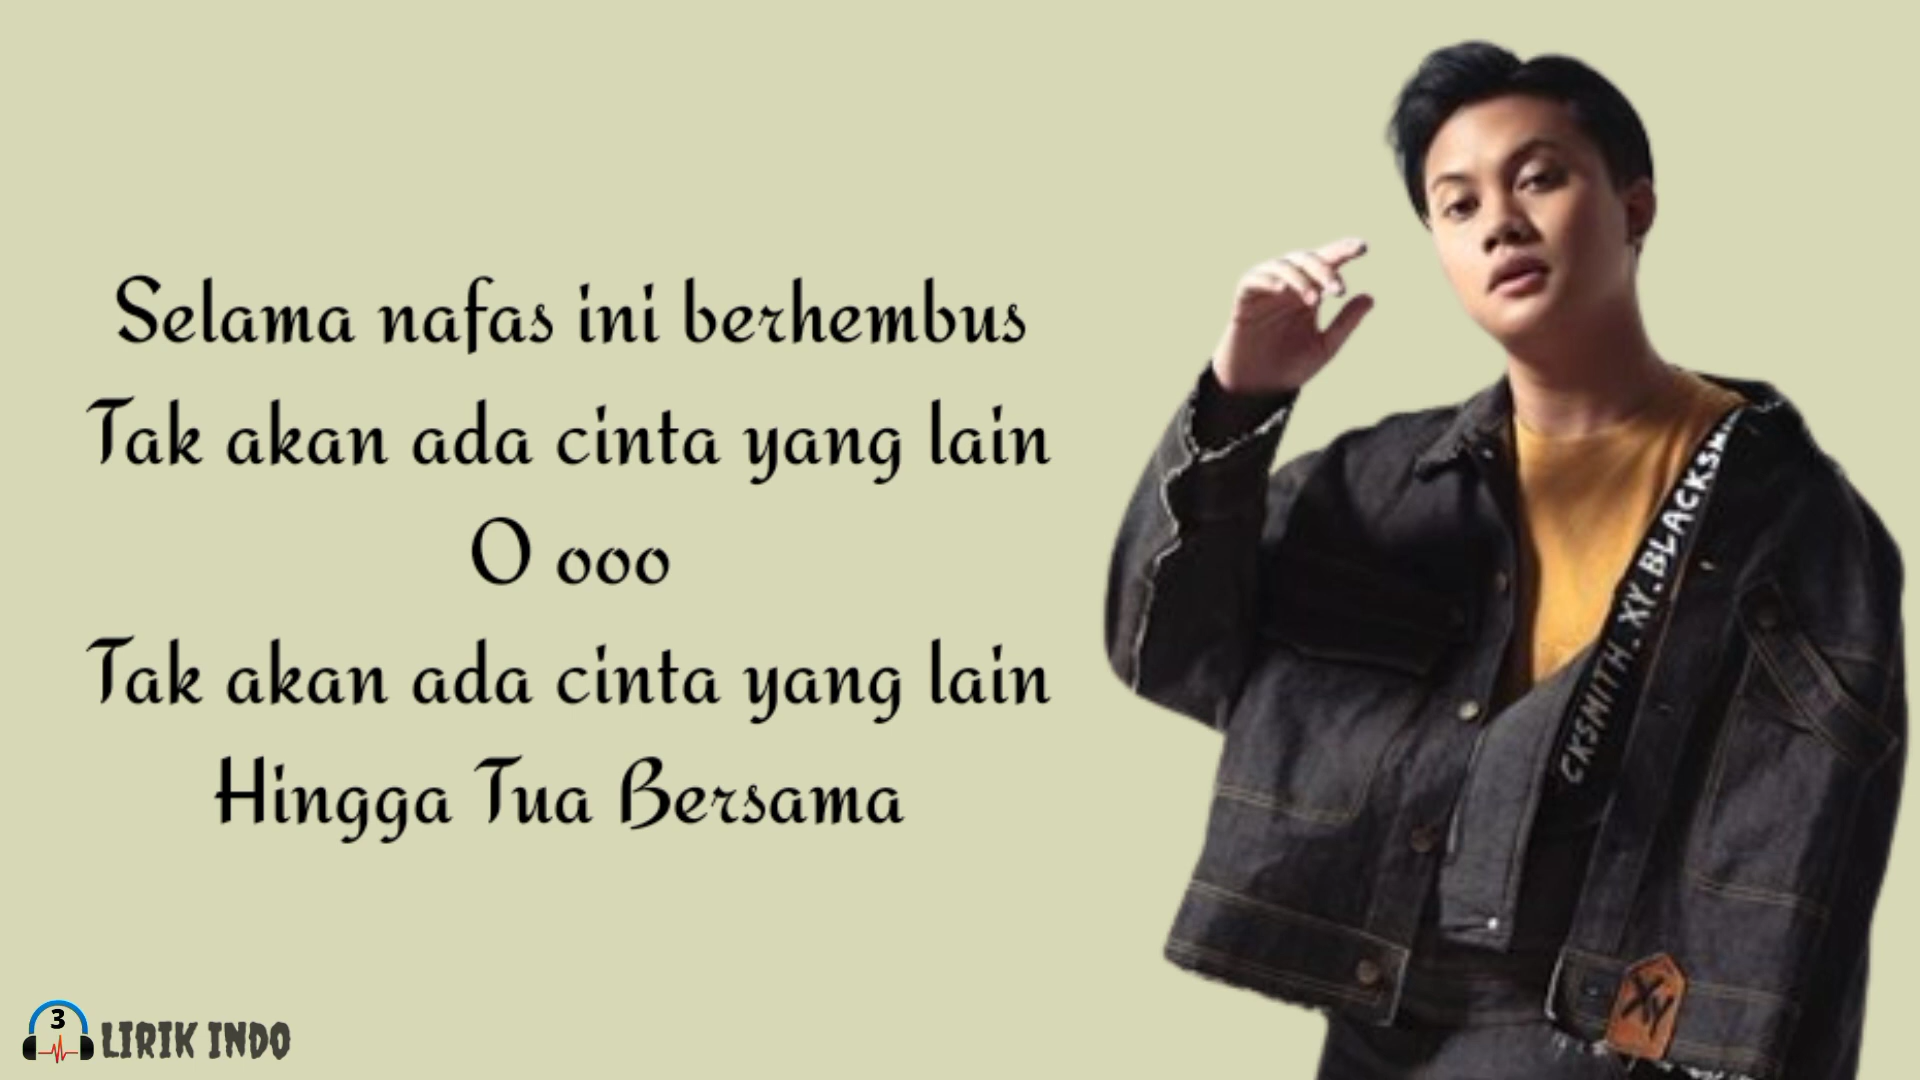 Selama nafas ini berhembus
Tak akan ada cinta yang lain
O ooo
Tak akan ada cinta yang lain
Hingga Tua Bersama
CKSMITH.XY.BLACKSM
XY
3
LIRIK INDO